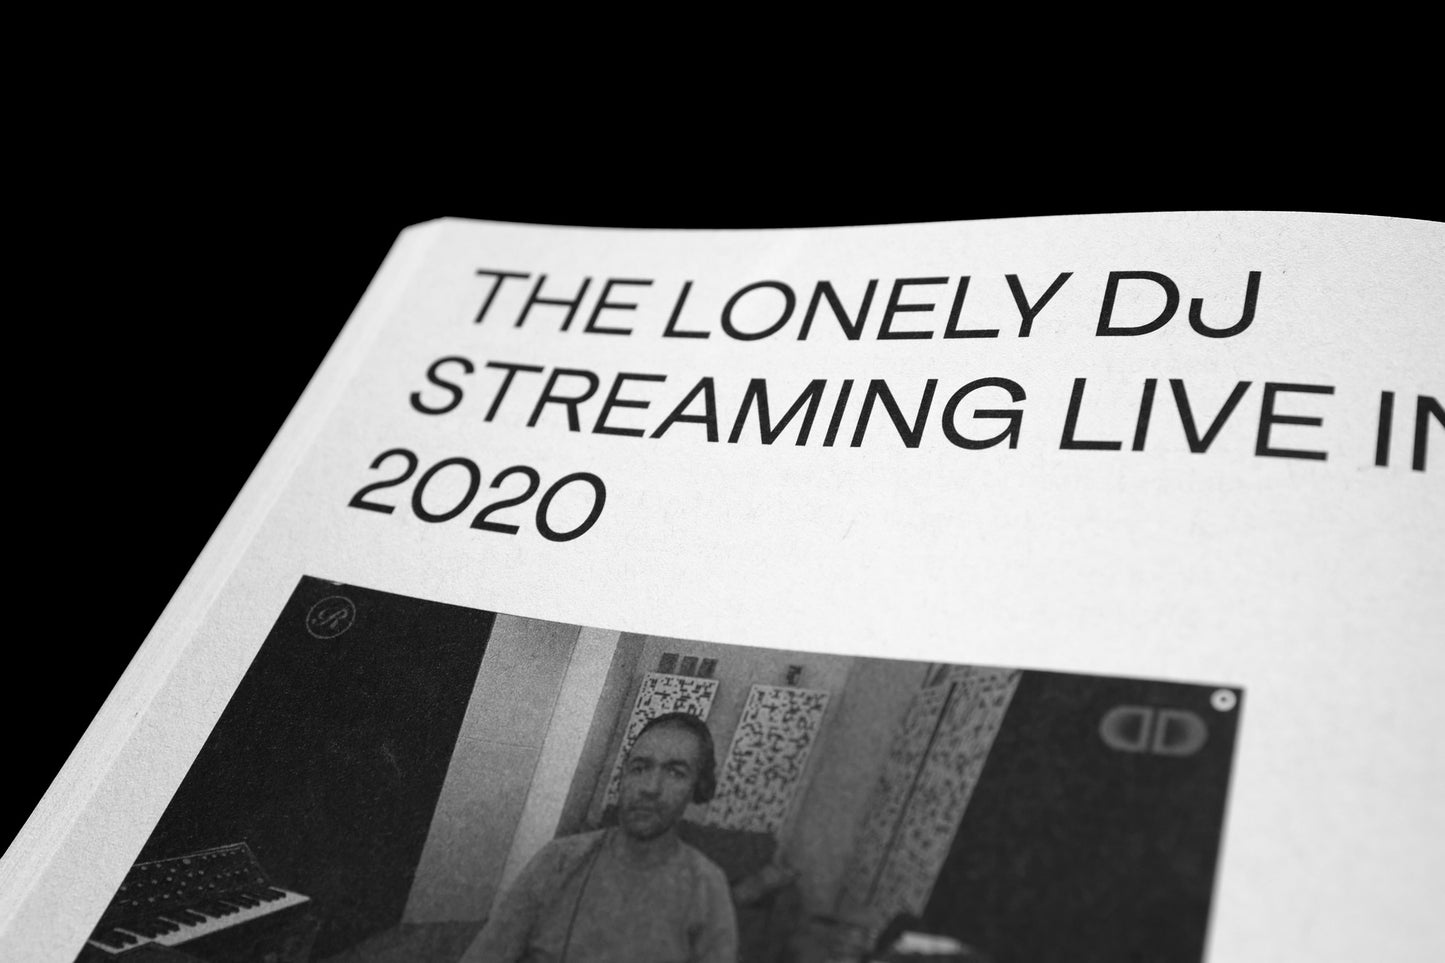 THE LONELY DJ
STREAMING LIVE IN
2020
R